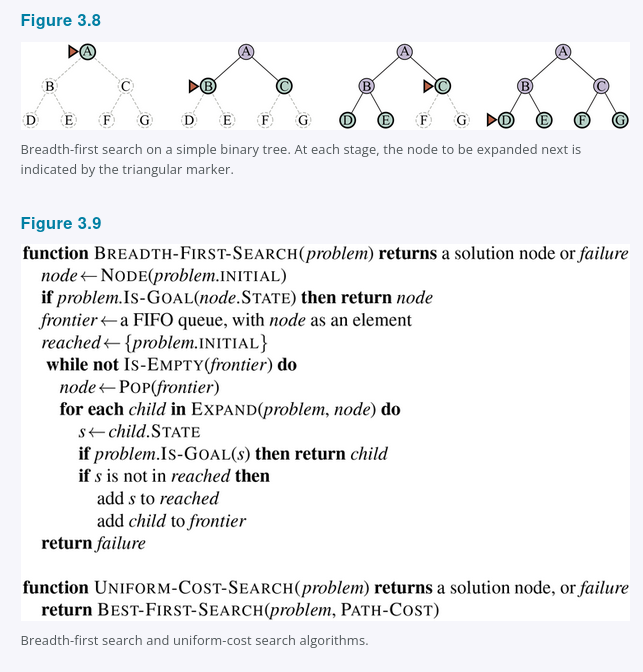 Figure 3.8
A A A A
B C B C B C B C
D E F G D E F G D E F G D E F G
Breadth-first search on a simple binary tree. At each stage, the node to be expanded next is
indicated by the triangular marker.
Figure 3.9
function BREADTH-FIRST-SEARCH(problem) returns a solution node or failure
node ← NODE(problem.INITIAL)
if problem.IS-GOAL(node.STATE) then return node
frontier ← a FIFO queue, with node as an element
reached ← {problem.INITIAL}
while not IS-EMPTY(frontier) do
node ← POP(frontier)
for each child in EXPAND(problem, node) do
s ← child.STATE
if problem.IS-GOAL(s) then return child
if s is not in reached then
add s to reached
add child to frontier
return failure
function UNIFORM-COST-SEARCH(problem) returns a solution node, or failure
return BEST-FIRST-SEARCH(problem, PATH-COST)
Breadth-first search and uniform-cost search algorithms.